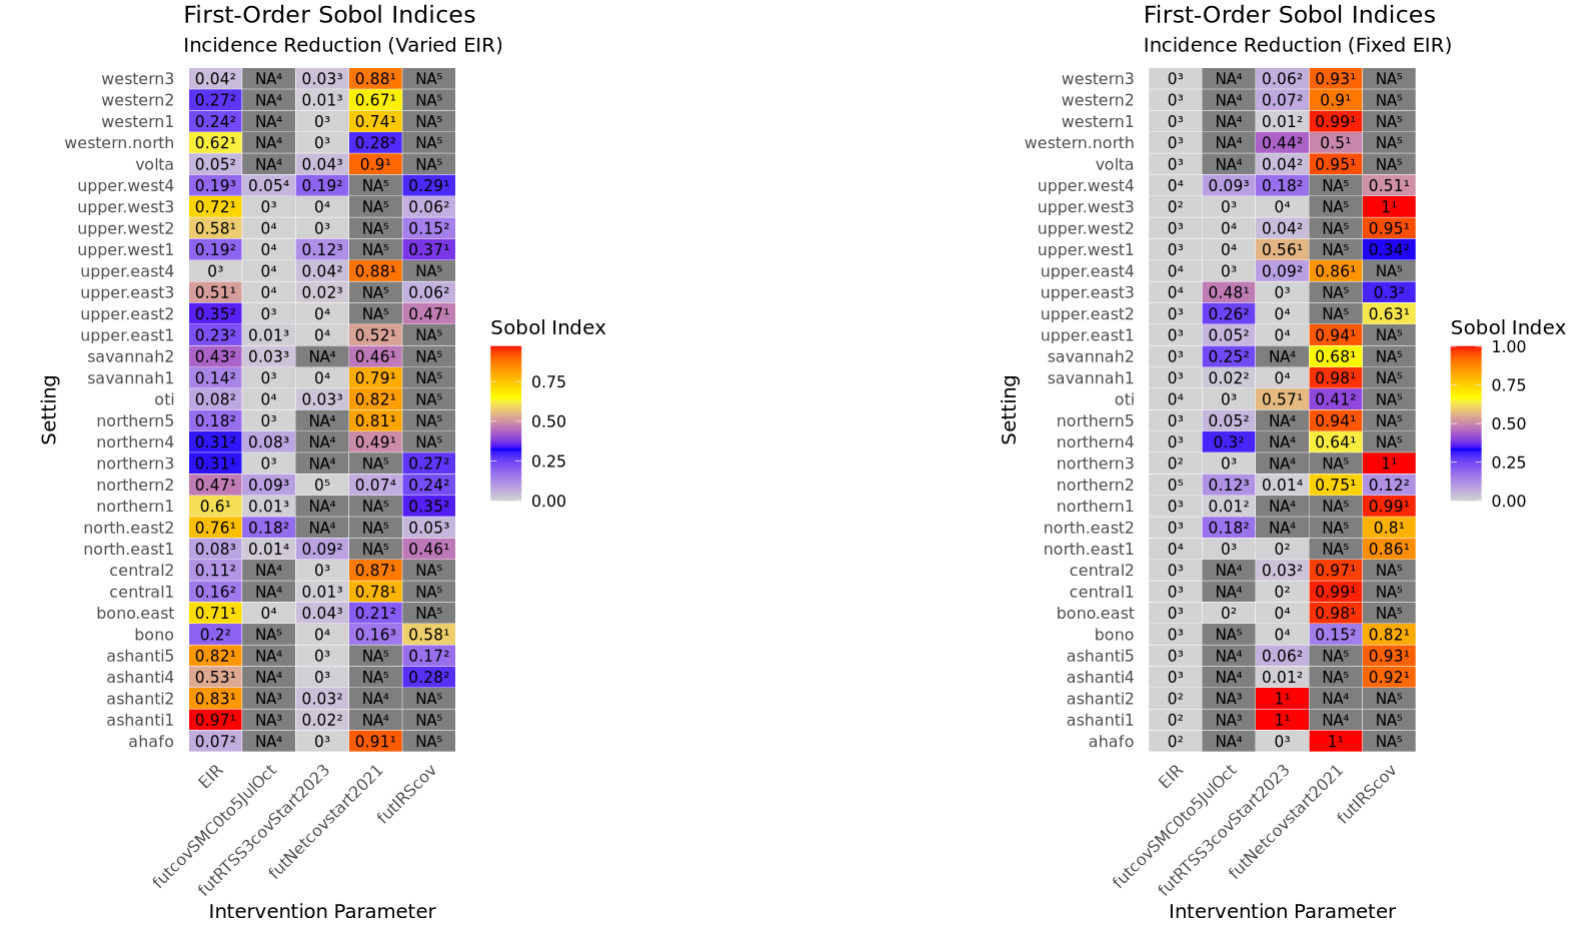 First-Order Sobol Indices
Incidence Reduction (Varied EIR)
western3 0.04² NA⁴ 0.03³ 0.88¹ NA⁵
western2 0.27² NA⁴ 0.01³ 0.67¹ NA⁵
western1 0.24² NA⁴ 0³ 0.74¹ NA⁵
western.north 0.62¹ NA⁴ 0³ 0.28² NA⁵
volta 0.05² NA⁴ 0.04³ 0.9¹ NA⁵
upper.west4 0.19³ 0.05⁴ 0.19² NA⁵ 0.29¹
upper.west3 0.72¹ 0³ 0⁴ NA⁵ 0.06²
upper.west2 0.58¹ 0⁴ 0³ NA⁵ 0.15²
upper.west1 0.19² 0⁴ 0.12³ NA⁵ 0.37¹
upper.east4 0³ 0⁴ 0.04² 0.88¹ NA⁵
upper.east3 0.51¹ 0⁴ 0.02³ NA⁵ 0.06²
upper.east2 0.35² 0³ 0⁴ NA⁵ 0.47¹
upper.east1 0.23² 0.01³ 0⁴ 0.52¹ NA⁵
savannah2 0.43² 0.03³ NA⁴ 0.46¹ NA⁵
savannah1 0.14² 0³ 0⁴ 0.79¹ NA⁵
oti 0.08² 0⁴ 0.03³ 0.82¹ NA⁵
northern5 0.18² 0³ NA⁴ 0.81¹ NA⁵
northern4 0.31² 0.08³ NA⁴ 0.49¹ NA⁵
northern3 0.31¹ 0³ NA⁴ NA⁵ 0.27²
northern2 0.47¹ 0.09³ 0⁵ 0.07⁴ 0.24²
northern1 0.6¹ 0.01³ NA⁴ NA⁵ 0.35²
north.east2 0.76¹ 0.18² NA⁴ NA⁵ 0.05³
north.east1 0.08³ 0.01⁴ 0.09² NA⁵ 0.46¹
central2 0.11² NA⁴ 0³ 0.87¹ NA⁵
central1 0.16² NA⁴ 0.01³ 0.78¹ NA⁵
bono.east 0.71¹ 0⁴ 0.04³ 0.21² NA⁵
bono 0.2² NA⁵ 0⁴ 0.16³ 0.58¹
ashanti5 0.82¹ NA⁴ 0³ NA⁵ 0.17²
ashanti4 0.53¹ NA⁴ 0³ NA⁵ 0.28²
ashanti2 0.83¹ NA³ 0.03² NA⁴ NA⁵
ashanti1 0.97¹ NA³ 0.02² NA⁴ NA⁵
ahafo 0.07² NA⁴ 0³ 0.91¹ NA⁵
EIR
futcovSMC0to5JulOct
futRTSS3covStart2023
futNetcovstart2021
futIRScov
Intervention Parameter
Setting
Sobol Index
0.75
0.50
0.25
0.00
First-Order Sobol Indices
Incidence Reduction (Fixed EIR)
western3 0³ NA⁴ 0.06² 0.93¹ NA⁵
western2 0³ NA⁴ 0.07² 0.9¹ NA⁵
western1 0³ NA⁴ 0.01² 0.99¹ NA⁵
western.north 0³ NA⁴ 0.44² 0.5¹ NA⁵
volta 0³ NA⁴ 0.04² 0.95¹ NA⁵
upper.west4 0⁴ 0.09³ 0.18² NA⁵ 0.51¹
upper.west3 0² 0³ 0⁴ NA⁵ 1¹
upper.west2 0³ 0⁴ 0.04² NA⁵ 0.95¹
upper.west1 0³ 0⁴ 0.56¹ NA⁵ 0.34²
upper.east4 0⁴ 0³ 0.09² 0.86¹ NA⁵
upper.east3 0⁴ 0.48¹ 0³ NA⁵ 0.3²
upper.east2 0³ 0.26² 0⁴ NA⁵ 0.63¹
upper.east1 0³ 0.05² 0⁴ 0.94¹ NA⁵
savannah2 0³ 0.25² NA⁴ 0.68¹ NA⁵
savannah1 0³ 0.02² 0⁴ 0.98¹ NA⁵
oti 0⁴ 0³ 0.57¹ 0.41² NA⁵
northern5 0³ 0.05² NA⁴ 0.94¹ NA⁵
northern4 0³ 0.3² NA⁴ 0.64¹ NA⁵
northern3 0² 0³ NA⁴ NA⁵ 1¹
northern2 0⁵ 0.12³ 0.01⁴ 0.75¹ 0.12²
northern1 0³ 0.01² NA⁴ NA⁵ 0.99¹
north.east2 0³ 0.18² NA⁴ NA⁵ 0.8¹
north.east1 0⁴ 0³ 0² NA⁵ 0.86¹
central2 0³ NA⁴ 0.03² 0.97¹ NA⁵
central1 0³ NA⁴ 0² 0.99¹ NA⁵
bono.east 0³ 0² 0⁴ 0.98¹ NA⁵
bono 0³ NA⁵ 0⁴ 0.15² 0.82¹
ashanti5 0³ NA⁴ 0.06² NA⁵ 0.93¹
ashanti4 0³ NA⁴ 0.01² NA⁵ 0.92¹
ashanti2 0² NA³ 1¹ NA⁴ NA⁵
ashanti1 0² NA³ 1¹ NA⁴ NA⁵
ahafo 0² NA⁴ 0³ 1¹ NA⁵
EIR
futcovSMC0to5JulOct
futRTSS3covStart2023
futNetcovstart2021
futIRScov
Intervention Parameter
Setting
Sobol Index
1.00
0.75
0.50
0.25
0.00